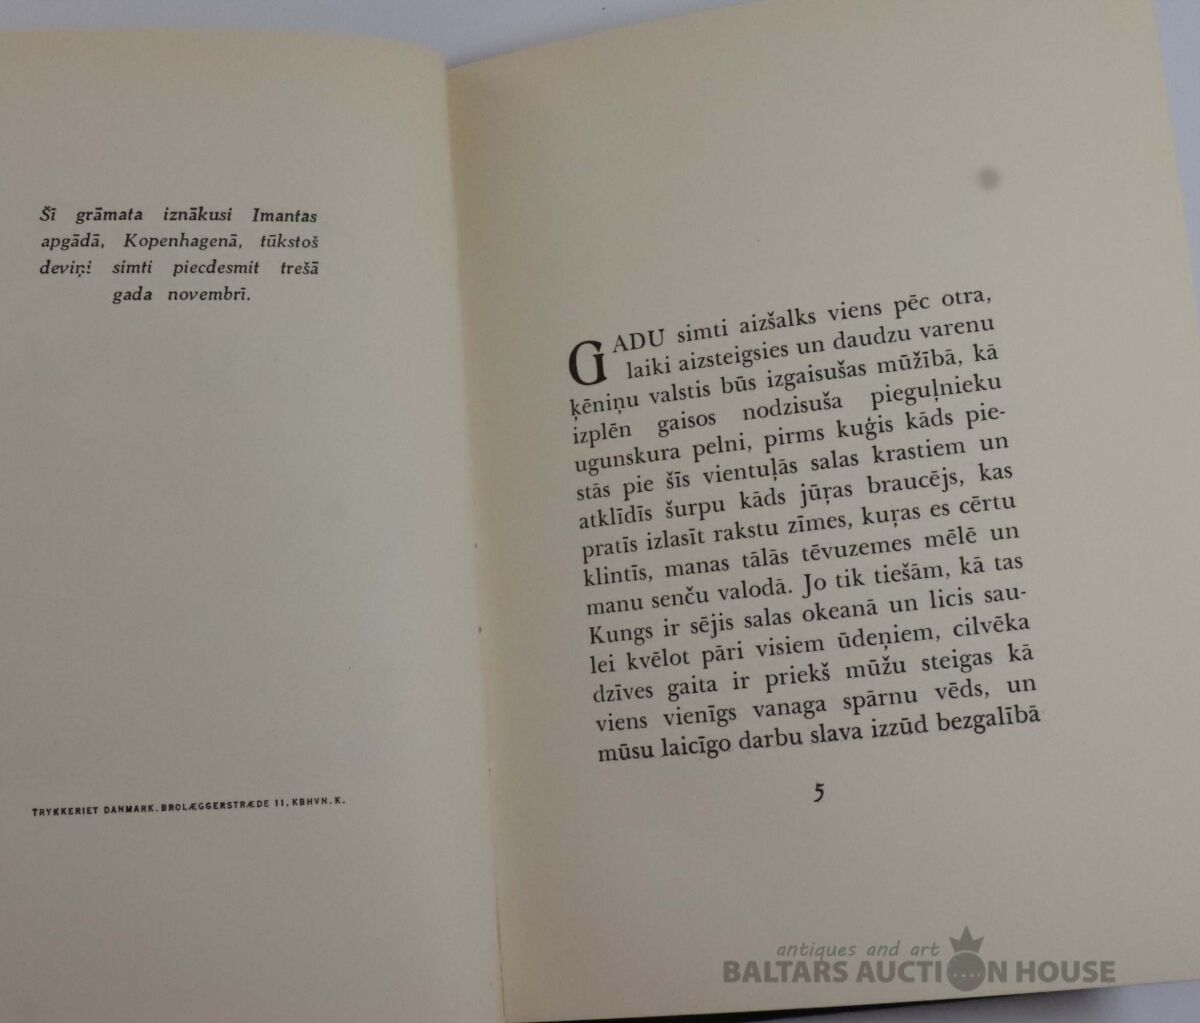 Šī grāmata iznākusi Imantas
apgādā, Kopenhagenā, tūkstoš
deviņi simti piecdesmit trešā
gada novembrī.
TRYKKERIET DANMARK. BROLÆGGERSTRÆDE 11, KBHVN. K.
GADU simti aizšalks viens pēc otra,
laiki aizsteigsies un daudzu varenu
ķēniņu valstis būs izgaisušas mūžībā, kā
izplēn gaisos nodzisuša pieguļnieku
ugunskura pelni, pirms kuģis kāds pie-
stās pie šīs vientuļās salas krastiem un
atklīdīs šurpu kāds jūŗas braucējs, kas
pratīs izlasīt rakstu zīmes, kuŗas es cērtu
klintīs, manas tālās tēvuzemes mēlē un
manu senču valodā. Jo tik tiešām, kā tas
Kungs ir sējis salas okeanā un licis sau-
lei kvēlot pāri visiem ūdeņiem, cilvēka
dzīves gaita ir priekš mūžu steigas kā
viens vienīgs vanaga spārnu vēds, un
mūsu laicīgo darbu slava izzūd bezgalībā
5
antiques and art
BALTARS AUCTION HOUSE